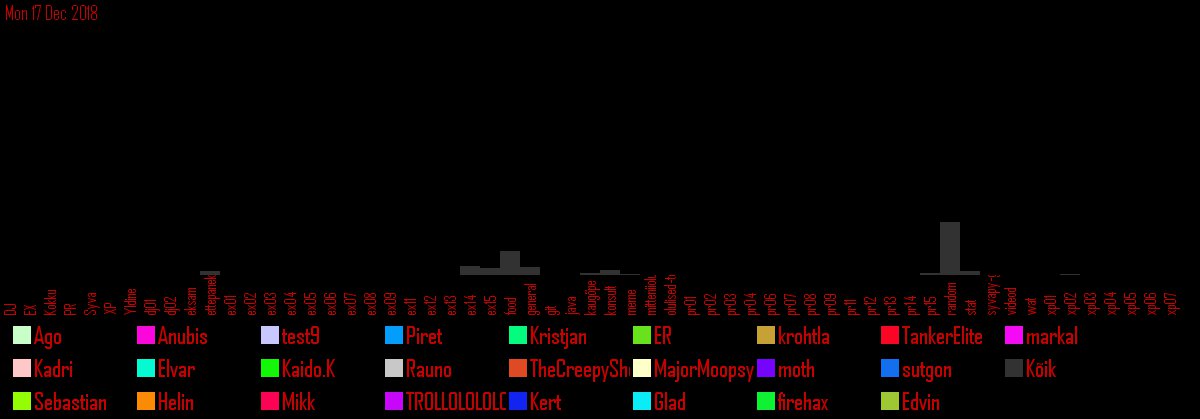 Mon 17 Dec 2018
DJ EX Kokku PR Syva XP Yldine dj01 dj02 eksam ettepanek ex01 ex02 ex03 ex04 ex05 ex06 ex07 ex08 ex09 ex11 ex12 ex13 ex14 ex15 food general git java kaugõpe konsult meme olulised-t pr01 pr02 pr03 pr04 pr06 pr07 pr08 pr09 pr11 pr12 pr13 pr14 pr15 random stat syvapy-( videod wat xp01 xp02 xp03 xp04 xp05 xp06 xp07
Ago Anubis test9 Piret Kristjan ER krohtla TankerElite markal
Kadri Elvar Kaido.K Rauno TheCreepySh MajorMoopsy moth sutgon Kõik
Sebastian Helin Mikk TROLLOLOLOLO Kert Glad firehax Edvin